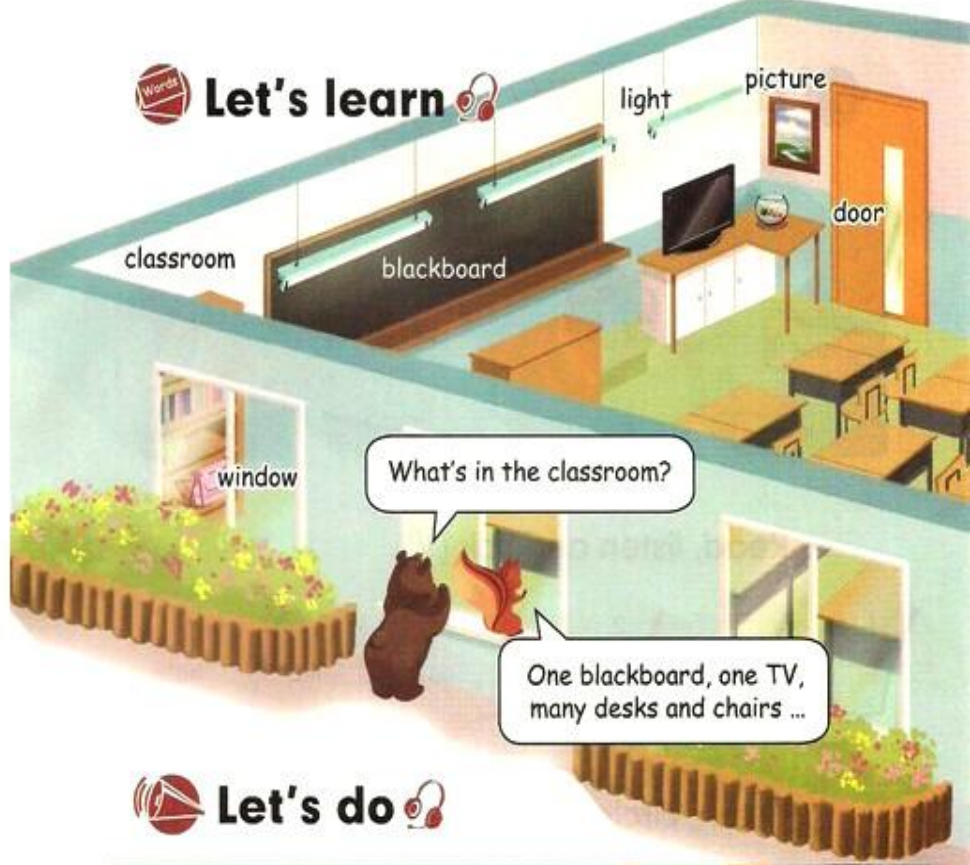 Words
Let's learn
light
picture
door
classroom
blackboard
window
What's in the classroom?
One blackboard, one TV,
many desks and chairs ...
Let's do